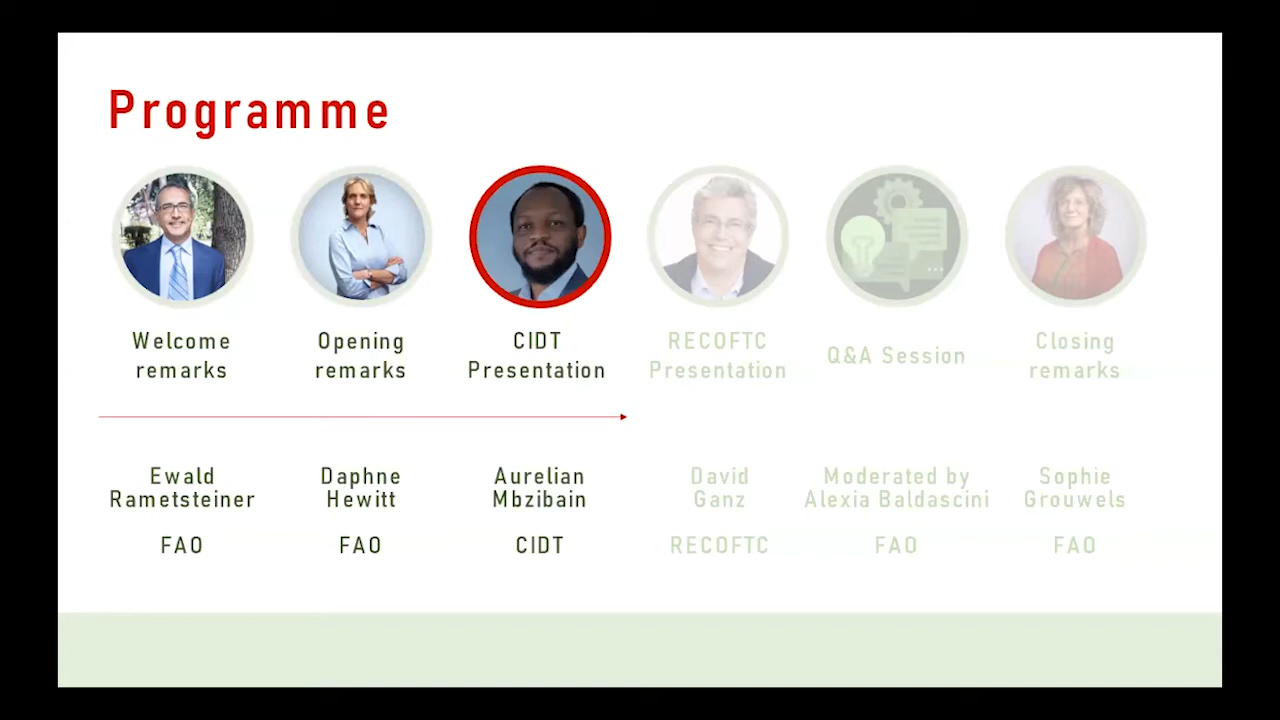 Programme
Welcome
remarks
Opening
remarks
CIDT
Presentation
RECOFTC
Presentation
Q&A Session
Closing
remarks
Ewald
Rametsteiner
FAO
Daphne
Hewitt
FAO
Aurelian
Mbzibain
CIDT
David
Ganz
RECOFTC
Moderated by
Alexia Baldascini
FAO
Sophie
Grouwels
FAO